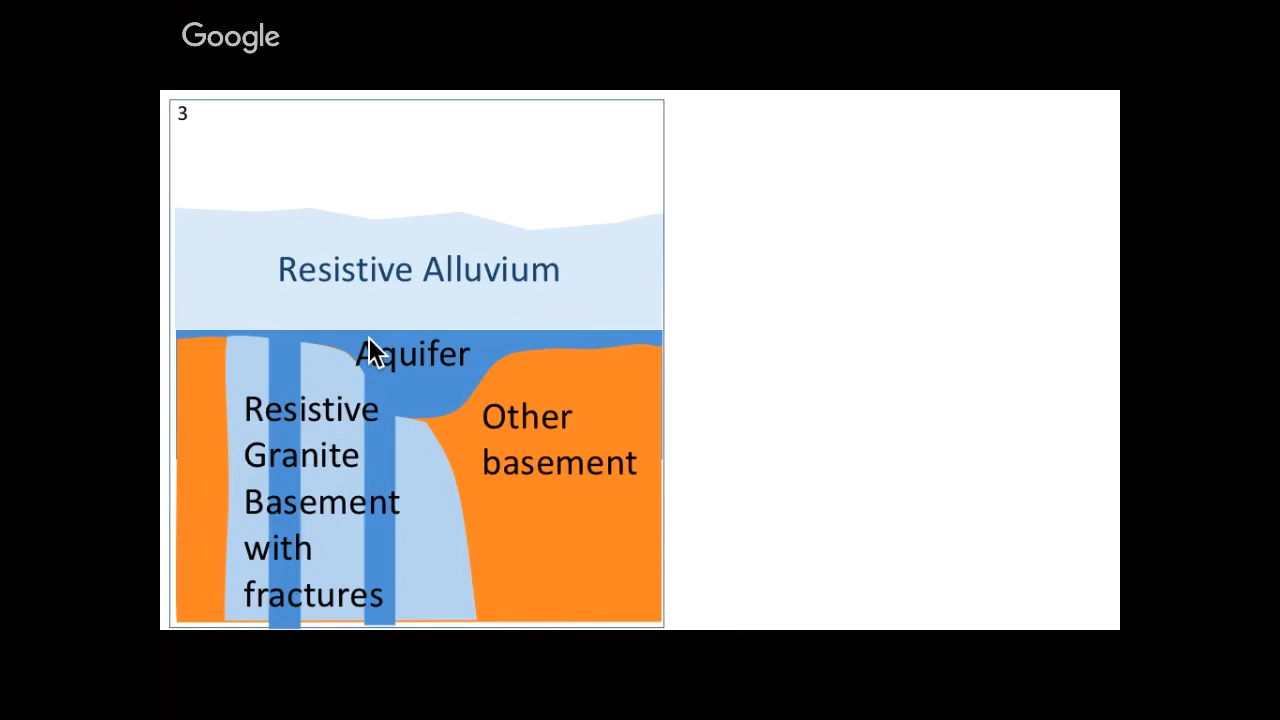 Google
3
Resistive Alluvium
Aquifer
Resistive
Granite
Basement
with
fractures
Other
basement